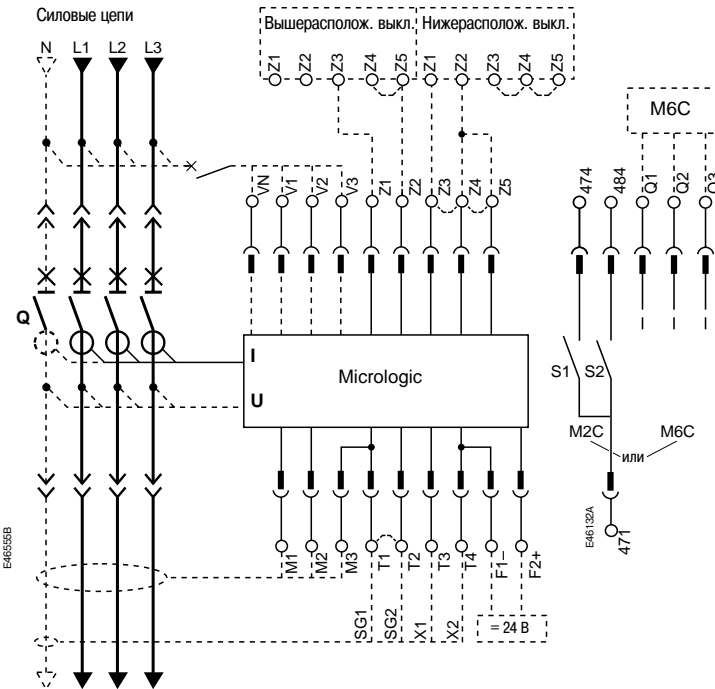 Силовые цепи
N L1 L2 L3
Вышерасполож. выкл. Нижерасполож. выкл.
Z1 Z2 Z3 Z4 Z5 Z1 Z2 Z3 Z4 Z5
M6C
VN V1 V2 V3 Z1 Z2 Z3 Z4 Z5
474 484 Q1 Q2 Q3
Q
I
U
Micrologic
S1 S2
M2C или M6C
471
E46132A
E46555B
M1 M2 M3 T1 T2 T3 T4 F1– F2+
SG1 SG2 X1 X2
= 24 В